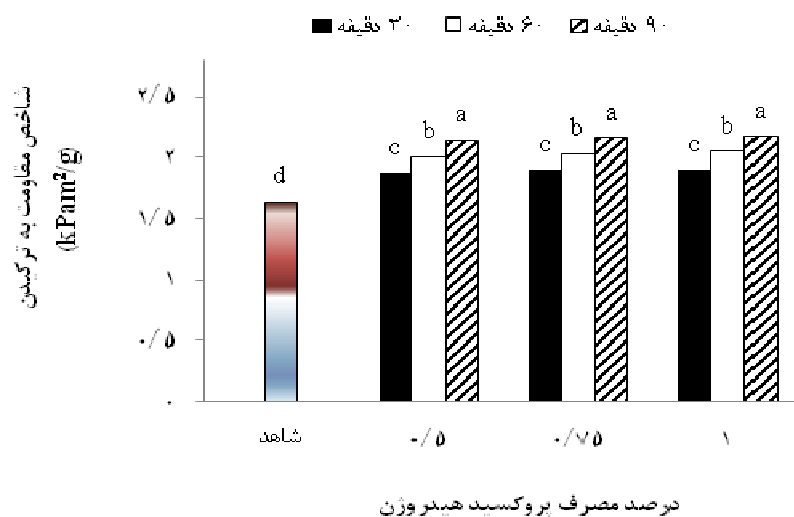 ۳۰ دقیقه ۶۰ دقیقه ۹۰ دقیقه
شاخص مقاومت به ترکیدن
(kPam²/g)
۲/۵
۲
۱/۵
۱
۰/۵
۰
d
c b a
c b a
c b a
شاهد ۰/۵ ۰/۷۵ ۱
درصد مصرف پروکسید هیدروژن